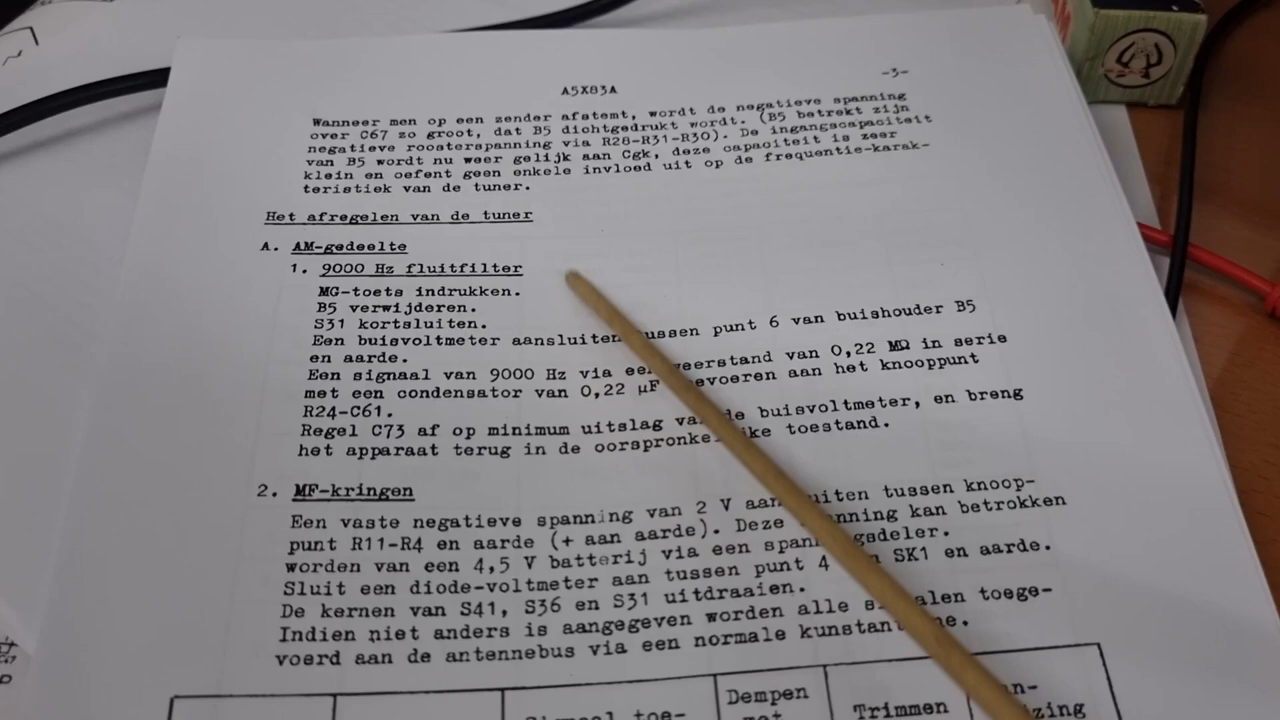 -3-
A5X83A
Wanneer men op een zender afstemt, wordt de negatieve spanning
over C67 zo groot, dat B5 dichtgedrukt wordt. (B5 betrekt zijn
negatieve roosterspanning via R28-R31-R30). De ingangscapaciteit
van B5 wordt nu weer gelijk aan Cgk, deze capaciteit is zeer
klein en oefent geen enkele invloed uit op de frequentie-karak-
teristiek van de tuner.
Het afregelen van de tuner
A. AM-gedeelte
1. 9000 Hz fluitfilter
MG-toets indrukken.
B5 verwijderen.
S31 kortsluiten.
Een buisvoltmeter aansluiten tussen punt 6 van buishouder B5
en aarde.
Een signaal van 9000 Hz via een weerstand van 0,22 MΩ in serie
met een condensator van 0,22 µF toevoeren aan het knooppunt
R24-C61.
Regel C73 af op minimum uitslag van de buisvoltmeter, en breng
het apparaat terug in de oorspronkelijke toestand.
2. MF-kringen
Een vaste negatieve spanning van 2 V aansluiten tussen knoop-
punt R11-R4 en aarde (+ aan aarde). Deze spanning kan betrokken
worden van een 4,5 V batterij via een spanningsdeler.
Sluit een diode-voltmeter aan tussen punt 4 van SK1 en aarde.
De kernen van S41, S36 en S31 uitdraaien.
Indien niet anders is aangegeven worden alle signalen toege-
voerd aan de antennebus via een normale kunstantenne.
Dempen
Trimmen